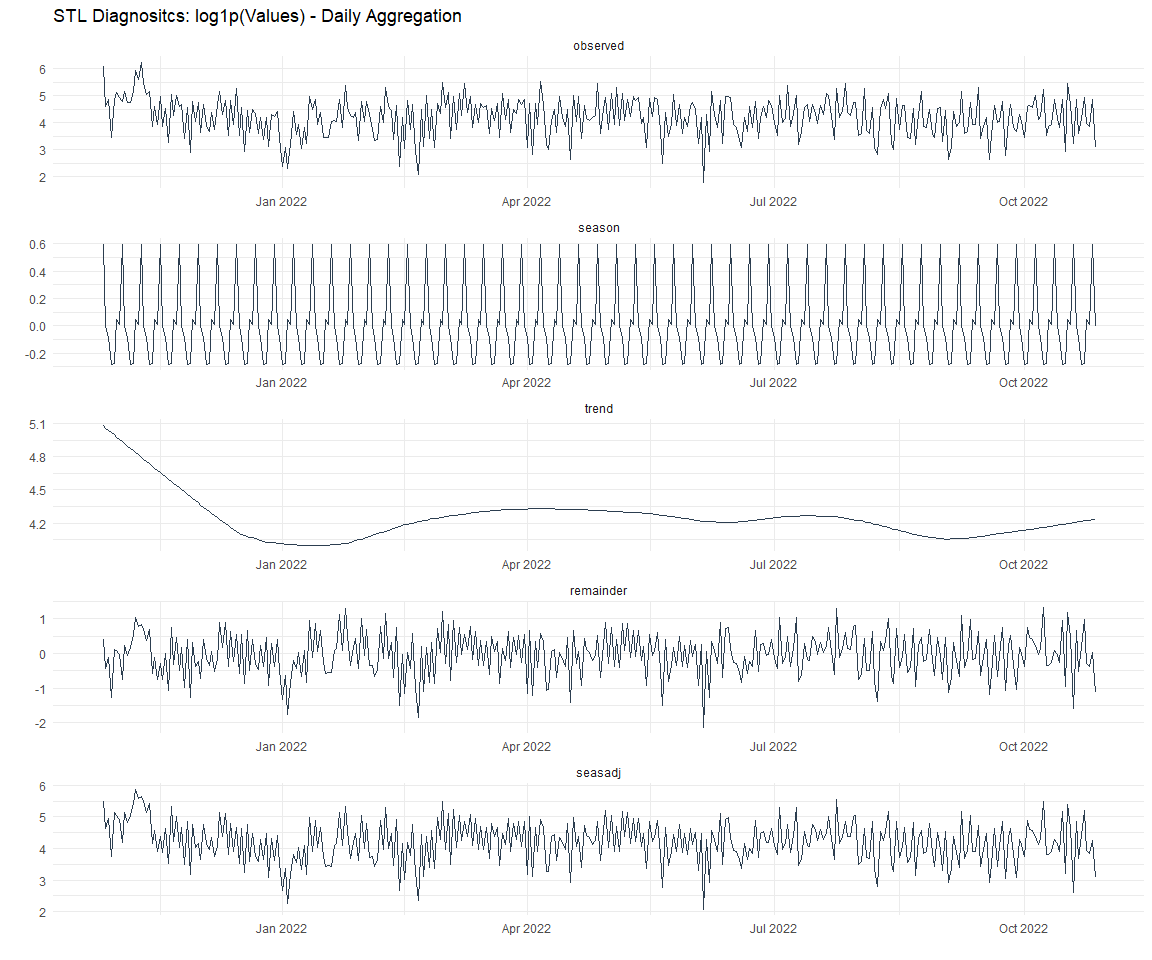 STL Diagnositcs: log1p(Values) - Daily Aggregation
observed
6
5
4
3
2
Jan 2022 Apr 2022 Jul 2022 Oct 2022
season
0.6
0.4
0.2
0.0
-0.2
Jan 2022 Apr 2022 Jul 2022 Oct 2022
trend
5.1
4.8
4.5
4.2
Jan 2022 Apr 2022 Jul 2022 Oct 2022
remainder
1
0
-1
-2
Jan 2022 Apr 2022 Jul 2022 Oct 2022
seasadj
6
5
4
3
2
Jan 2022 Apr 2022 Jul 2022 Oct 2022